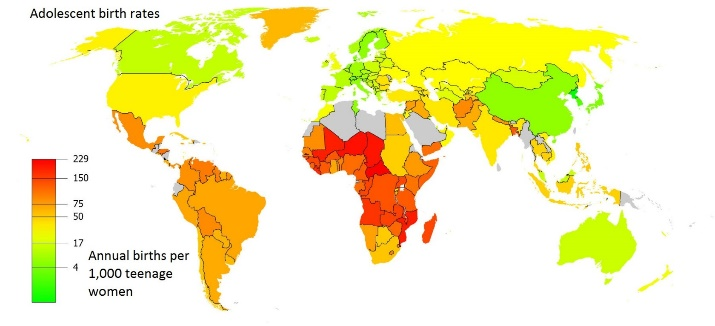 Adolescent birth rates
229
150
75
50
17
4
Annual births per
1,000 teenage
women